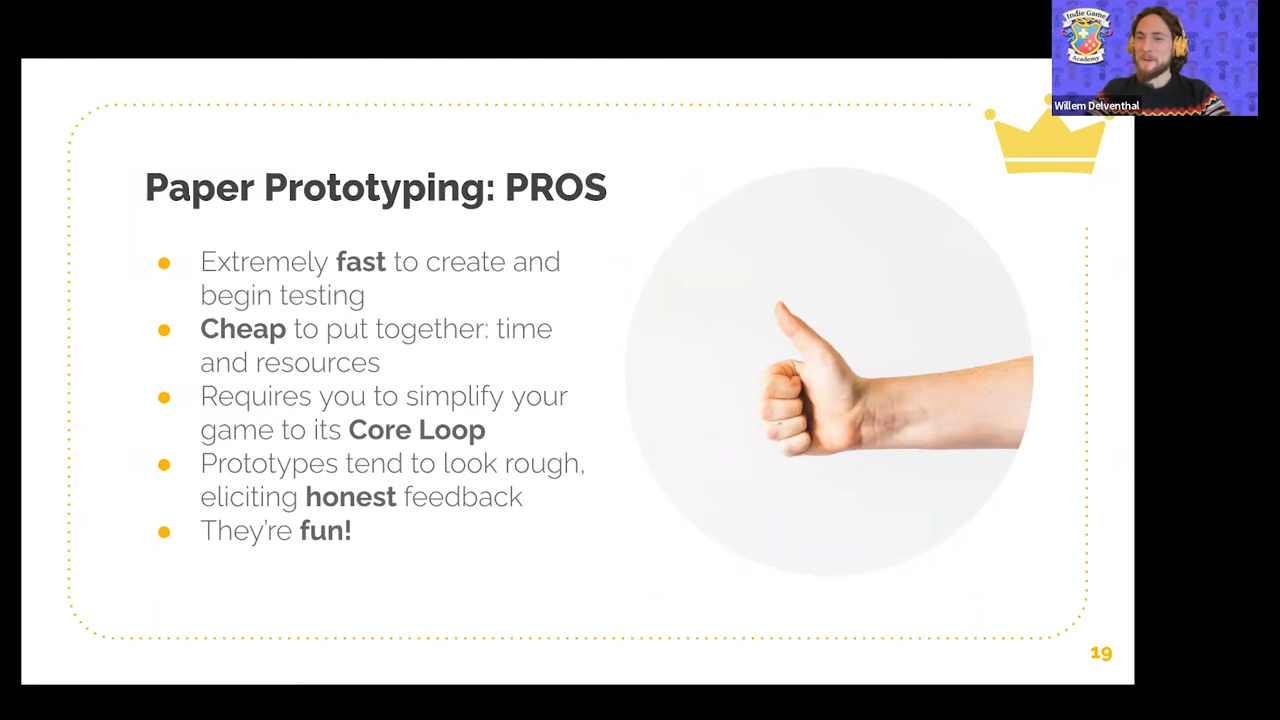 Indie Game
Academy
Willem Delventhal
Paper Prototyping: PROS
● Extremely fast to create and
begin testing
● Cheap to put together: time
and resources
● Requires you to simplify your
game to its Core Loop
● Prototypes tend to look rough,
eliciting honest feedback
● They're fun!
19